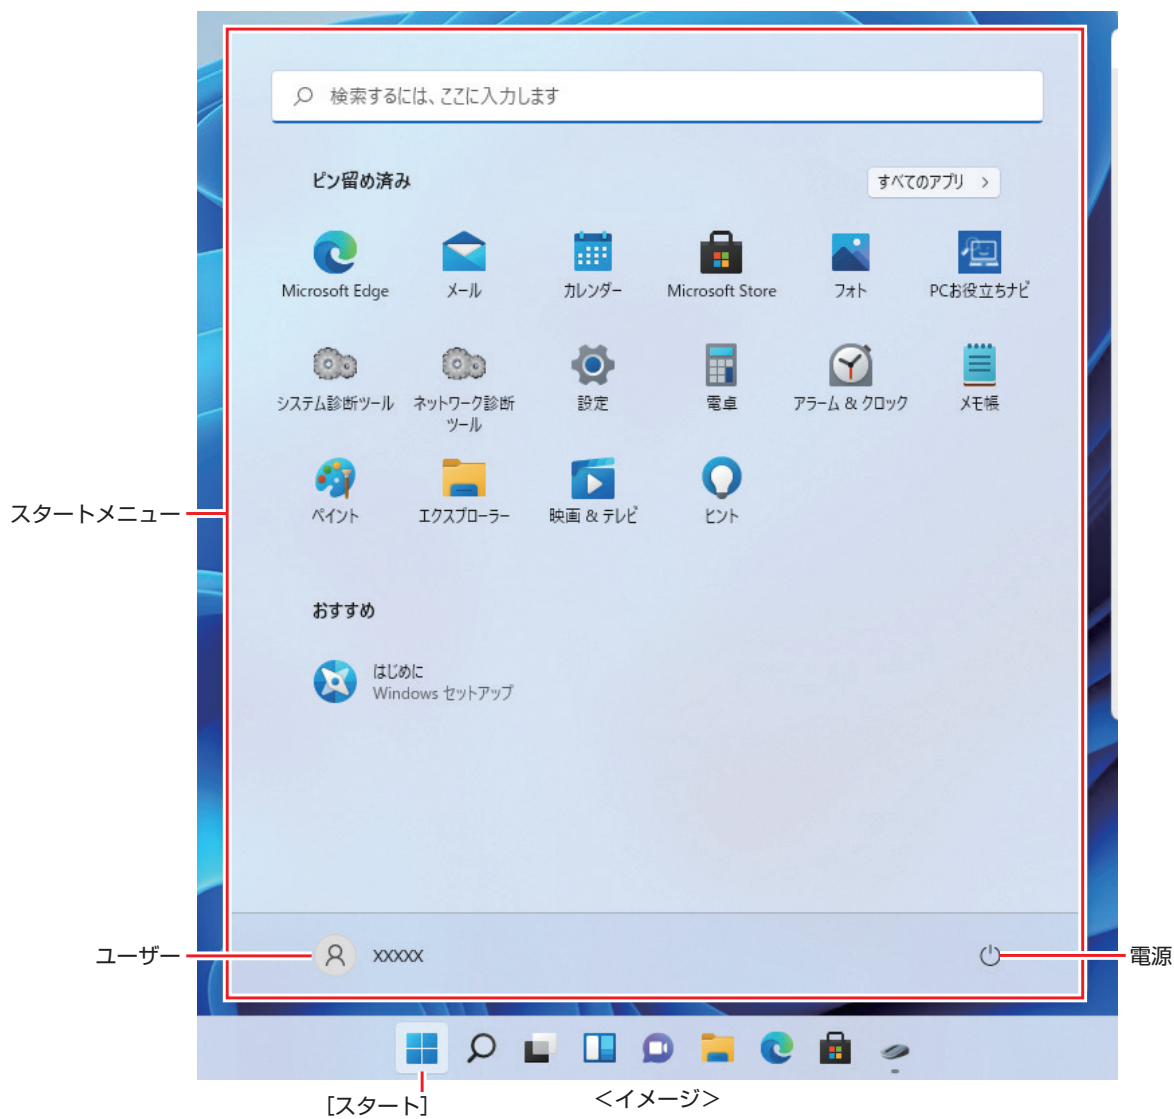 検索するには、ここに入力します
ピン留め済み
すべてのアプリ >
Microsoft Edge
メール
カレンダー
Microsoft Store
フォト
PCお役立ちナビ
システム診断ツール
ネットワーク診断
ツール
設定
電卓
アラーム & クロック
メモ帳
スタートメニュー
ペイント
エクスプローラー
映画 & テレビ
ヒント
おすすめ
はじめに
Windows セットアップ
ユーザー
XXXXX
電源
[スタート]
<イメージ>